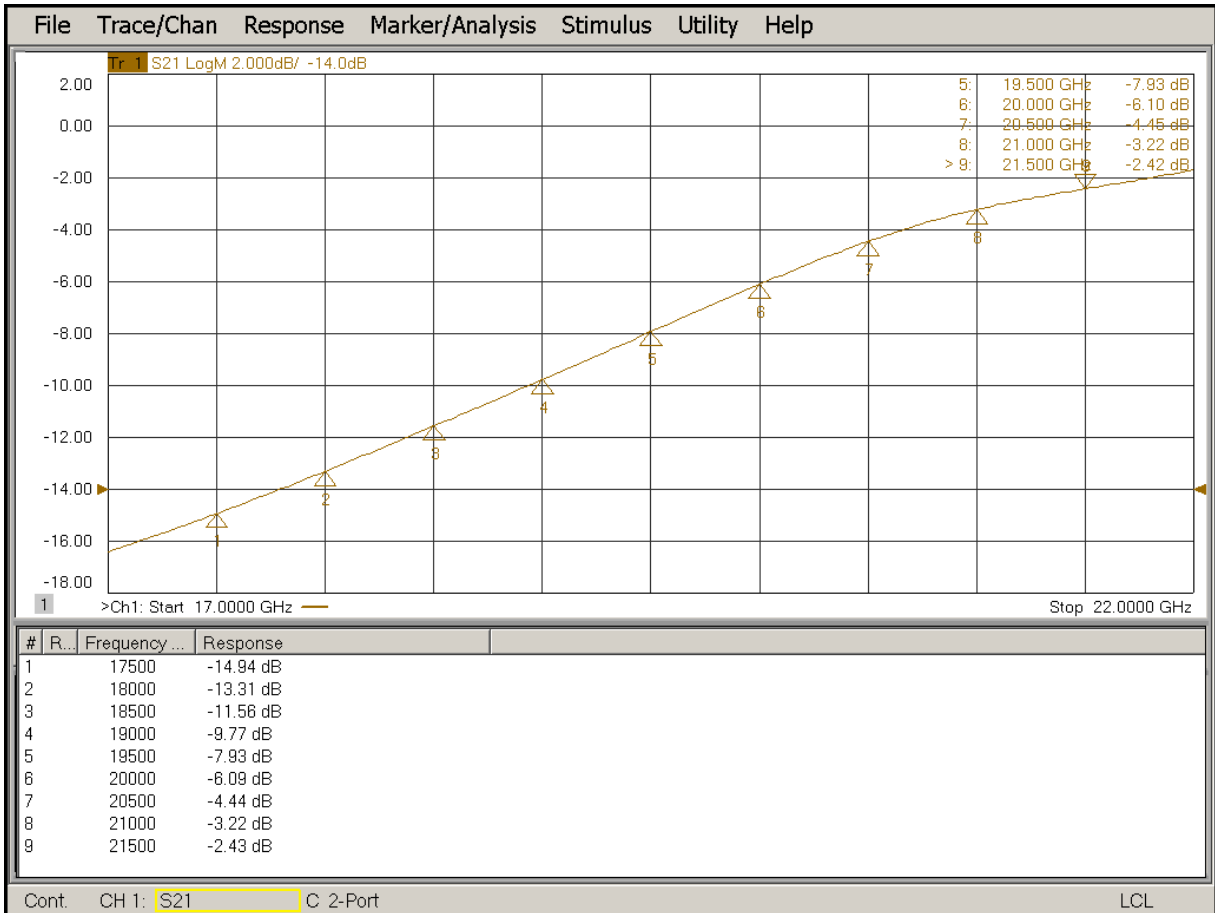 File Trace/Chan Response Marker/Analysis Stimulus Utility Help
Tr 1 S21 LogM 2.000dB/ -14.0dB
2.00
0.00
-2.00
-4.00
-6.00
-8.00
-10.00
-12.00
-14.00
-16.00
-18.00
5: 19.500 GHz -7.93 dB
6: 20.000 GHz -6.10 dB
7: 20.500 GHz -4.45 dB
8: 21.000 GHz -3.22 dB
> 9: 21.500 GHz -2.42 dB
1
2
3
4
5
6
7
8
9
1 >Ch1: Start 17.0000 GHz Stop 22.0000 GHz
# R... Frequency ... Response
1 17500 -14.94 dB
2 18000 -13.31 dB
3 18500 -11.56 dB
4 19000 -9.77 dB
5 19500 -7.93 dB
6 20000 -6.09 dB
7 20500 -4.44 dB
8 21000 -3.22 dB
9 21500 -2.43 dB
Cont. CH 1: S21 C 2-Port LCL